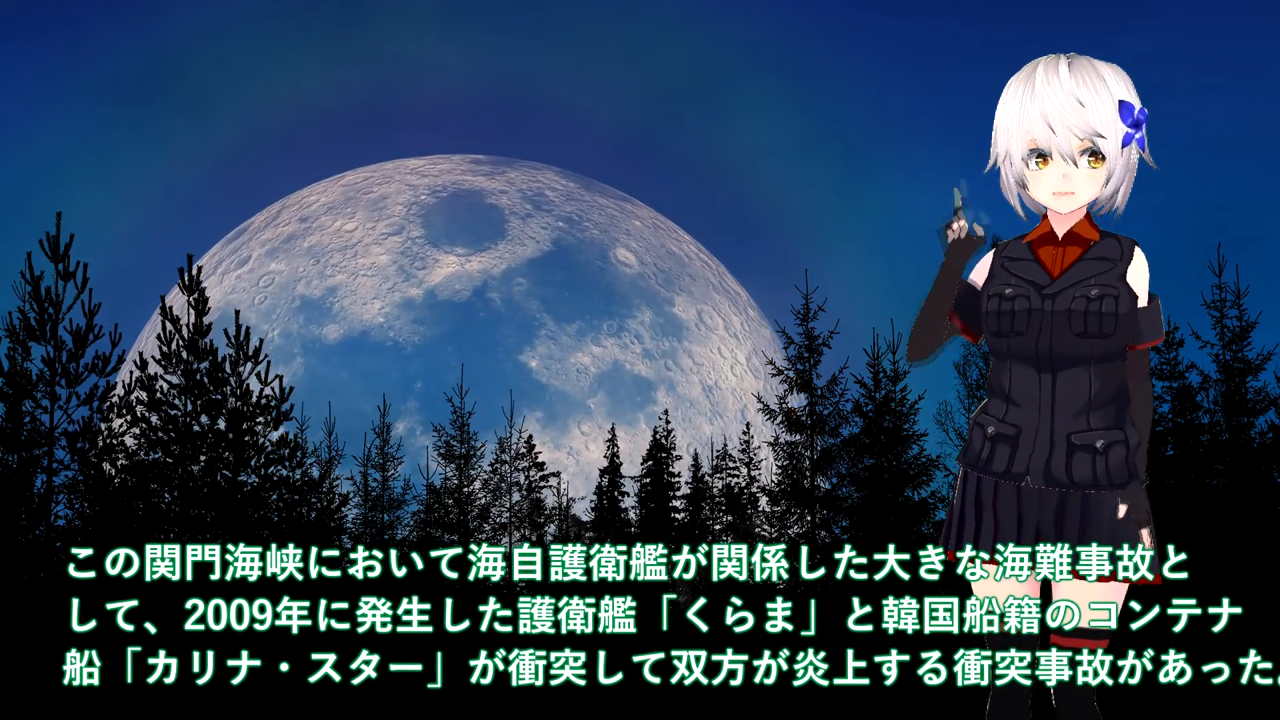 この関門海峡において海自護衛艦が関係した大きな海難事故と
して、2009年に発生した護衛艦「くらま」と韓国船籍のコンテナ
船「カリナ・スター」が衝突して双方が炎上する衝突事故があった。